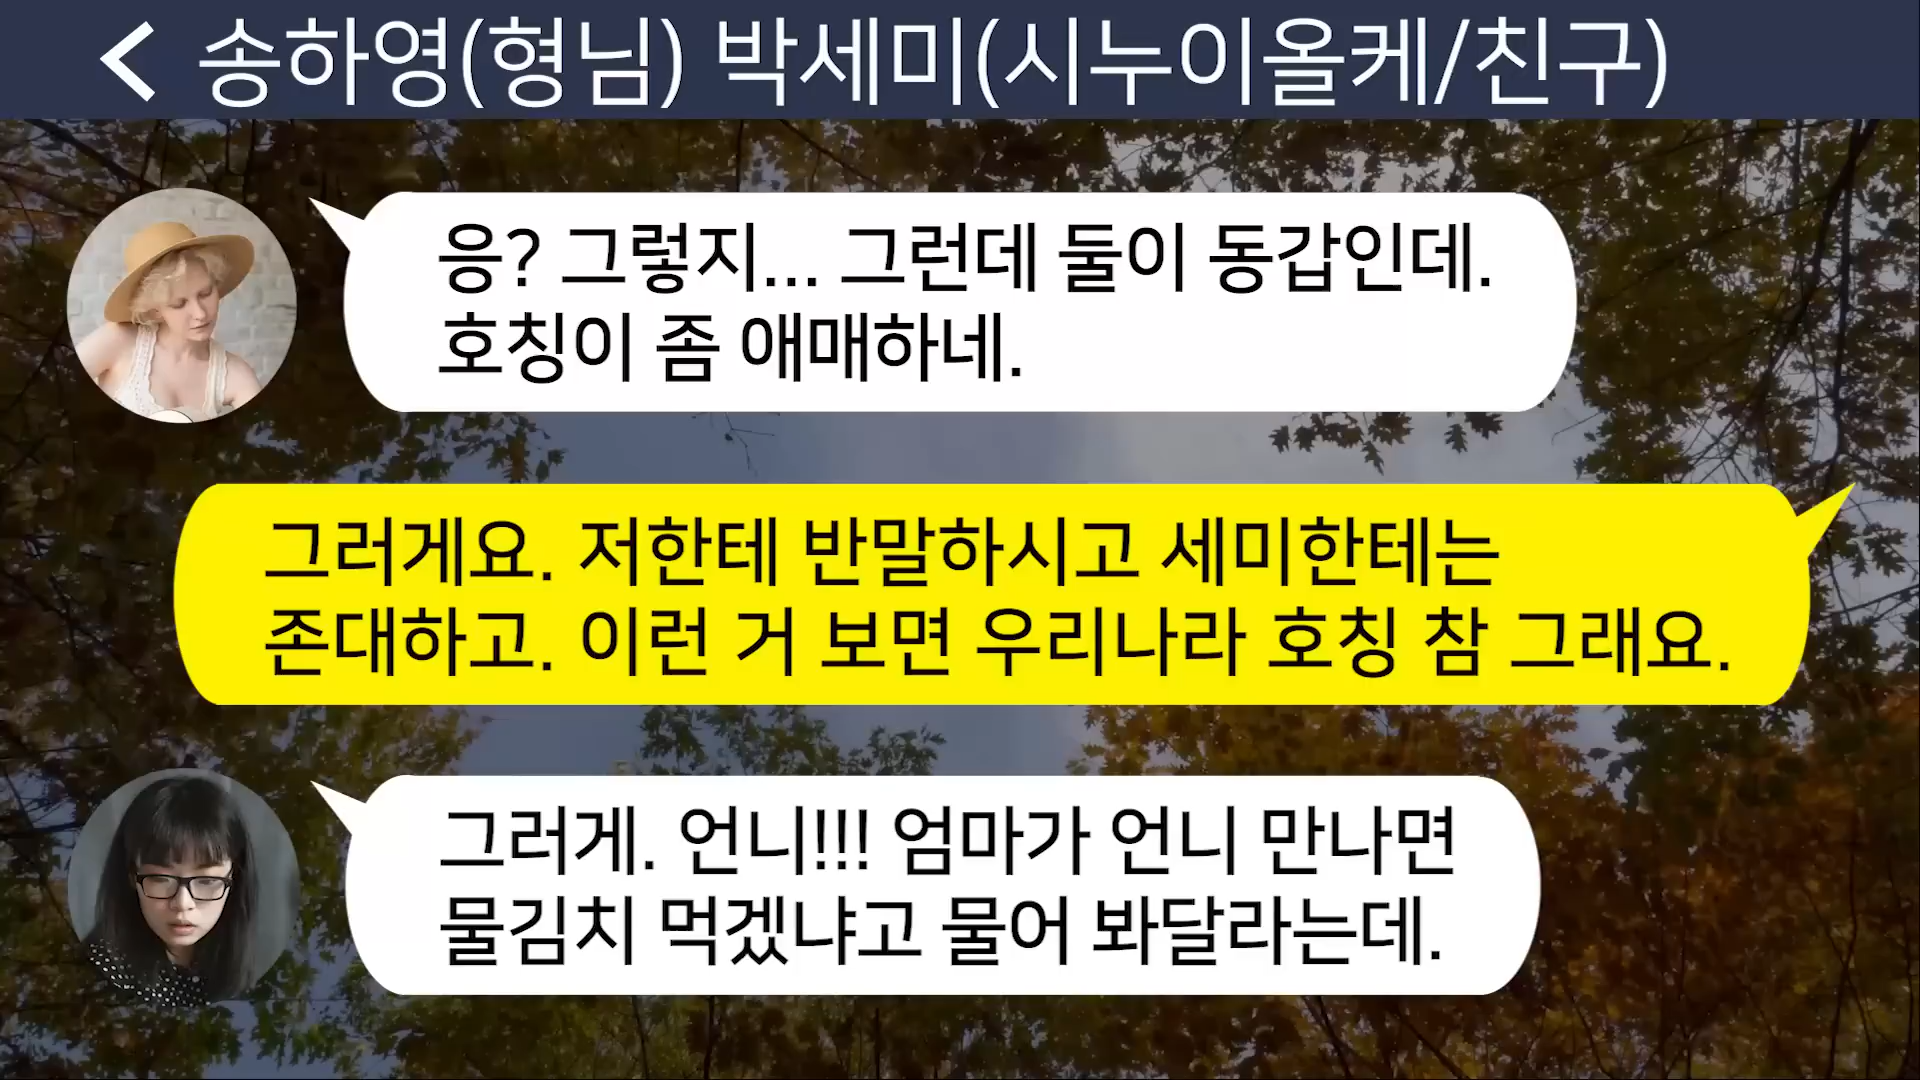 송하영(형님) 박세미(시누이올케/친구)
응? 그렇지... 그런데 둘이 동갑인데.
호칭이 좀 애매하네.
그러게요. 저한테 반말하시고 세미한테는
존대하고. 이런 거 보면 우리나라 호칭 참 그래요.
그러게. 언니!!! 엄마가 언니 만나면
물김치 먹겠냐고 물어 봐달라는데.